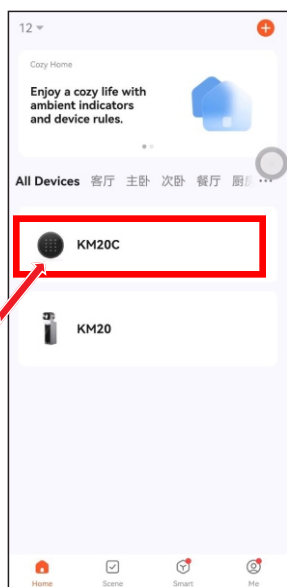 12
Cozy Home
Enjoy a cozy life with
ambient indicators
and device rules.
All Devices 客厅 主卧 次卧 餐厅 ...
KM20C
KM20
Home Scene Smart Me